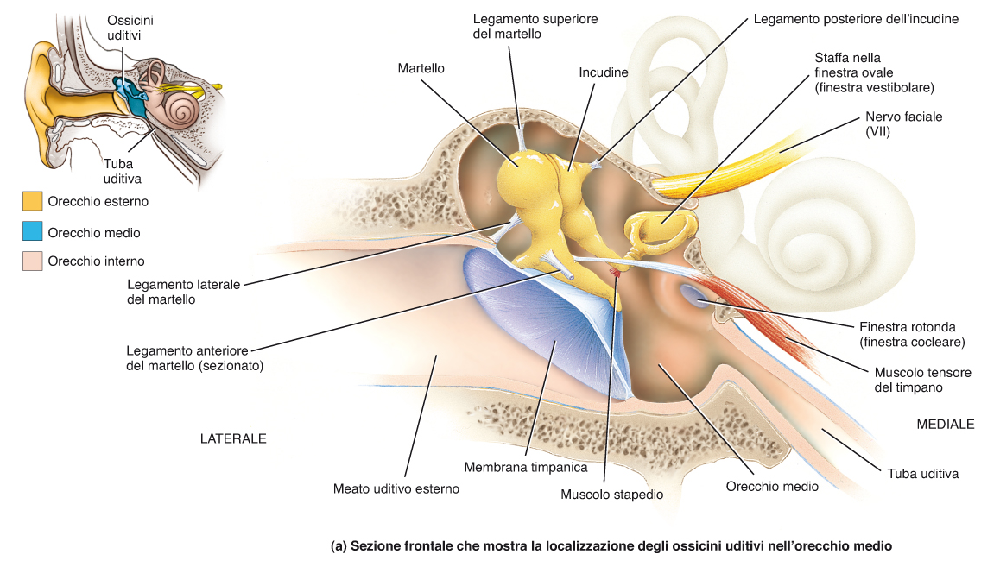 Ossicini
uditivi
Tuba
uditiva
Orecchio esterno
Orecchio medio
Orecchio interno
Legamento superiore
del martello
Legamento posteriore dell'incudine
Martello
Incudine
Staffa nella
finestra ovale
(finestra vestibolare)
Nervo faciale
(VII)
Legamento laterale
del martello
Legamento anteriore
del martello (sezionato)
Finestra rotonda
(finestra cocleare)
Muscolo tensore
del timpano
LATERALE
MEDIALE
Meato uditivo esterno
Membrana timpanica
Muscolo stapedio
Orecchio medio
Tuba uditiva
(a) Sezione frontale che mostra la localizzazione degli ossicini uditivi nell'orecchio medio